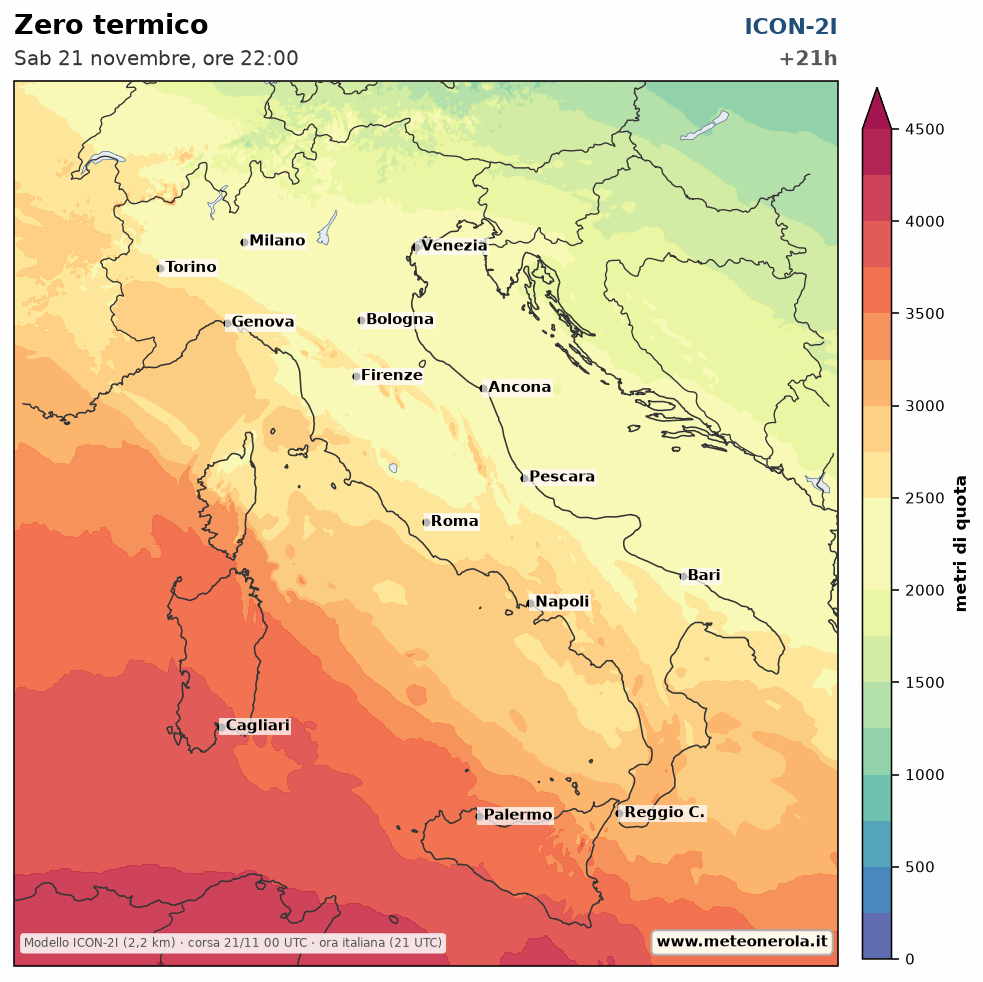 Zero termico
ICON-2I
Sab 21 novembre, ore 22:00
+21h
Milano
Venezia
Torino
Genova
Bologna
Firenze
Ancona
Pescara
Roma
Bari
Napoli
Cagliari
Palermo
Reggio C.
4500
4000
3500
3000
2500
2000
1500
1000
500
0
metri di quota
Modello ICON-2I (2,2 km) · corsa 21/11 00 UTC · ora italiana (21 UTC)
www.meteonerola.it